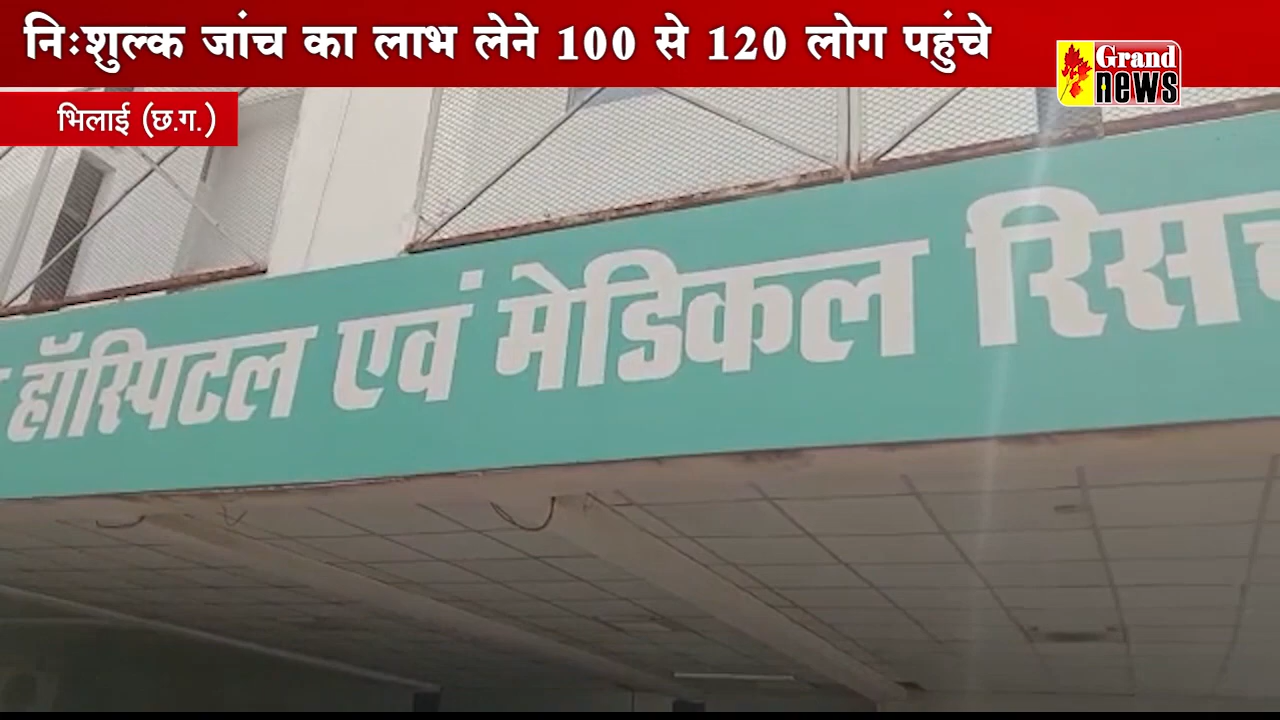 निःशुल्क जांच का लाभ लेने 100 से 120 लोग पहुंचे
Grand
news
भिलाई (छ.ग.)
हॉस्पिटल एवं मेडिकल